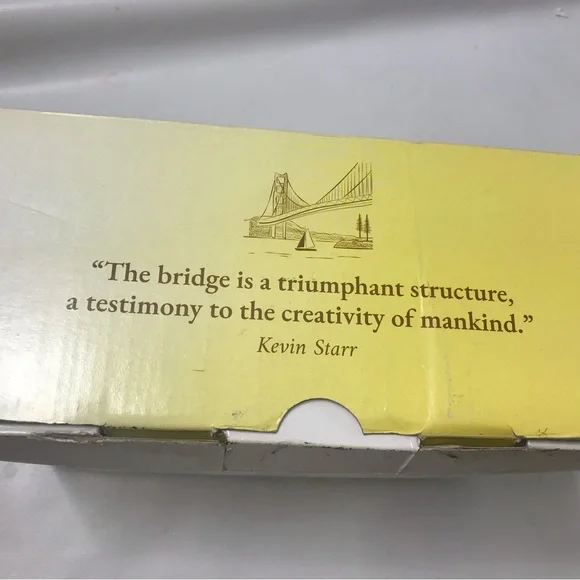 “The bridge is a triumphant structure,
a testimony to the creativity of mankind.”
Kevin Starr